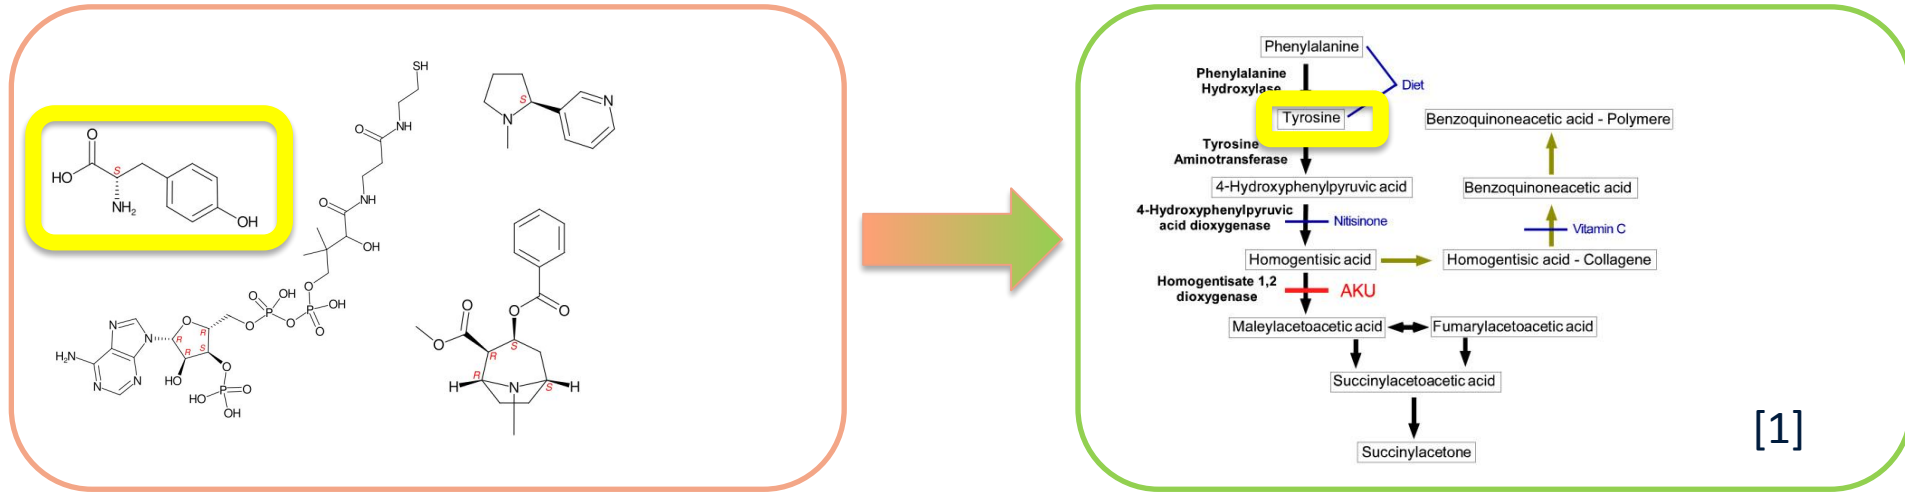 O
HO
S
NH2
OH
SH
NH
O
NH
O
OH
O
OH
P
O
P
OH
O
O
O
N
N
N
N
H2N
O
R
R
R
S
HO
O
P
O
HO
OH
S
N
N
O
O
O
O
S
R
R
S
H
N
H
Phenylalanine
Phenylalanine
Hydroxylase
Diet
Tyrosine
Tyrosine
Aminotransferase
4-Hydroxyphenylpyruvic acid
4-Hydroxyphenylpyruvic
acid dioxygenase
Nitisinone
Homogentisic acid
Homogentisate 1,2
dioxygenase
AKU
Maleylacetoacetic acid
Fumarylacetoacetic acid
Succinylacetoacetic acid
Succinylacetone
Benzoquinoneacetic acid - Polymere
Benzoquinoneacetic acid
Vitamin C
Homogentisic acid - Collagene
[1]